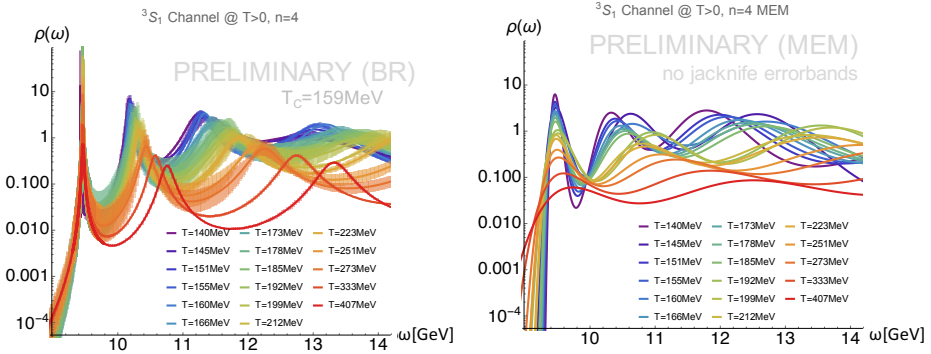 ³S₁ Channel @ T>0, n=4
ρ(ω)
PRELIMINARY (BR)
T_C=159MeV
10
1
0.100
0.010
0.001
10⁻⁴
T=140MeV T=173MeV T=223MeV
T=145MeV T=178MeV T=251MeV
T=151MeV T=185MeV T=273MeV
T=155MeV T=192MeV T=333MeV
T=160MeV T=199MeV T=407MeV
T=166MeV T=212MeV
10 11 12 13 14 ω[GeV]
³S₁ Channel @ T>0, n=4 MEM
ρ(ω)
PRELIMINARY (MEM)
no jacknife errorbands
10
1
0.100
0.010
0.001
10⁻⁴
T=140MeV T=173MeV T=223MeV
T=145MeV T=178MeV T=251MeV
T=151MeV T=185MeV T=273MeV
T=155MeV T=192MeV T=333MeV
T=160MeV T=199MeV T=407MeV
T=166MeV T=212MeV
9 10 11 12 13 14 ω[GeV]